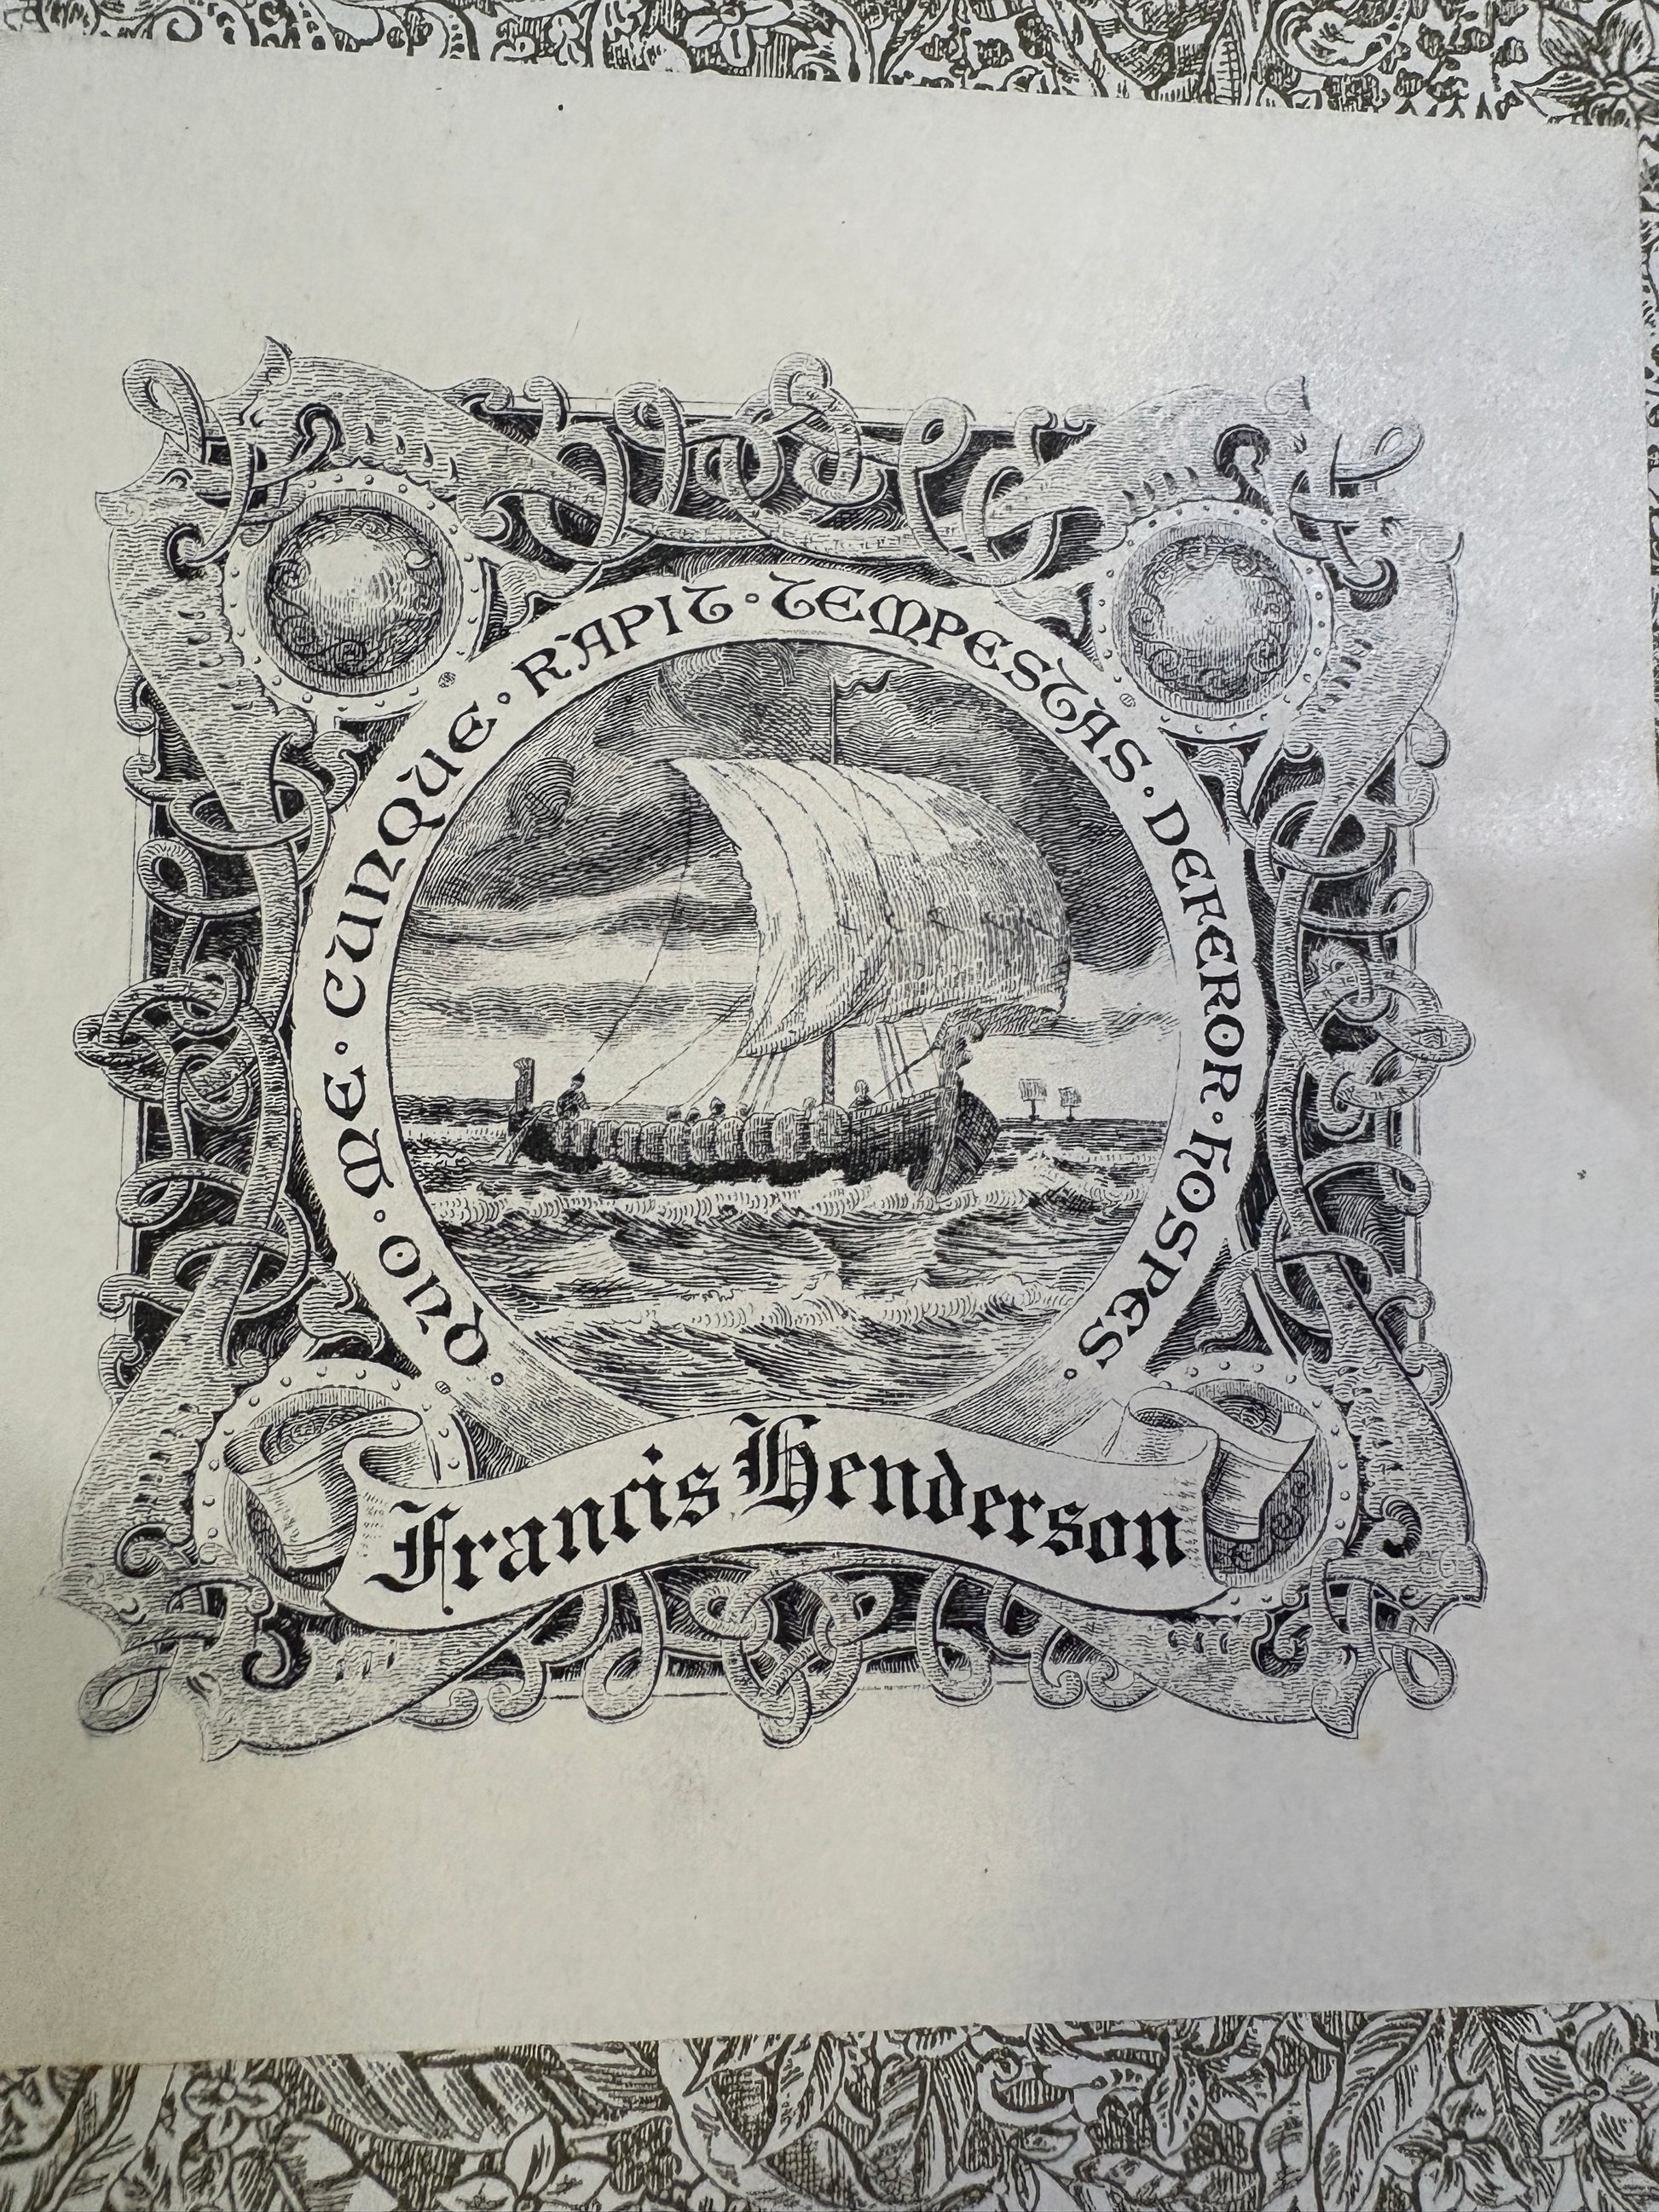 QUO · ME · CUNQUE · RAPIT · TEMPESTAS · DEFEROR · HOSPES
Francis Henderson